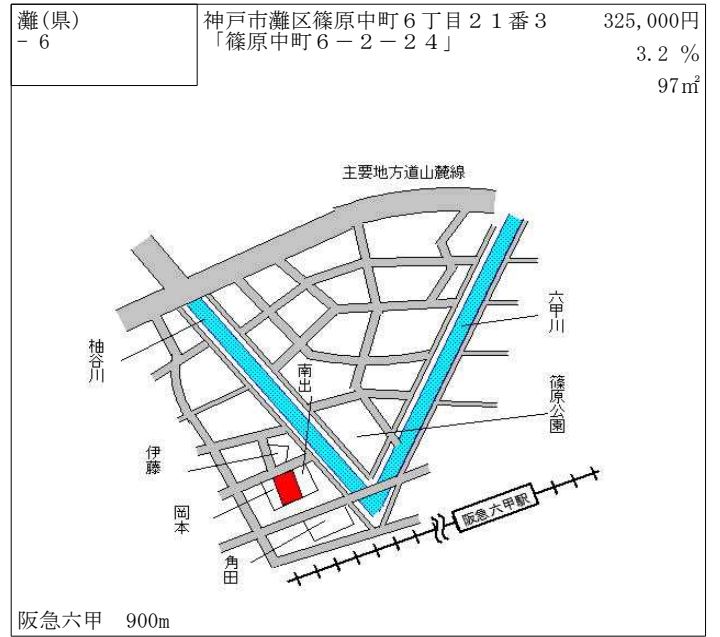 灘(県)
－6
神戸市灘区篠原中町６丁目２１番３
「篠原中町６－２－２４」
325,000円
3.2 %
97㎡
主要地方道山麓線
六甲川
杣谷川
南出
篠原公園
伊藤
岡本
角田
阪急六甲駅
阪急六甲　900m